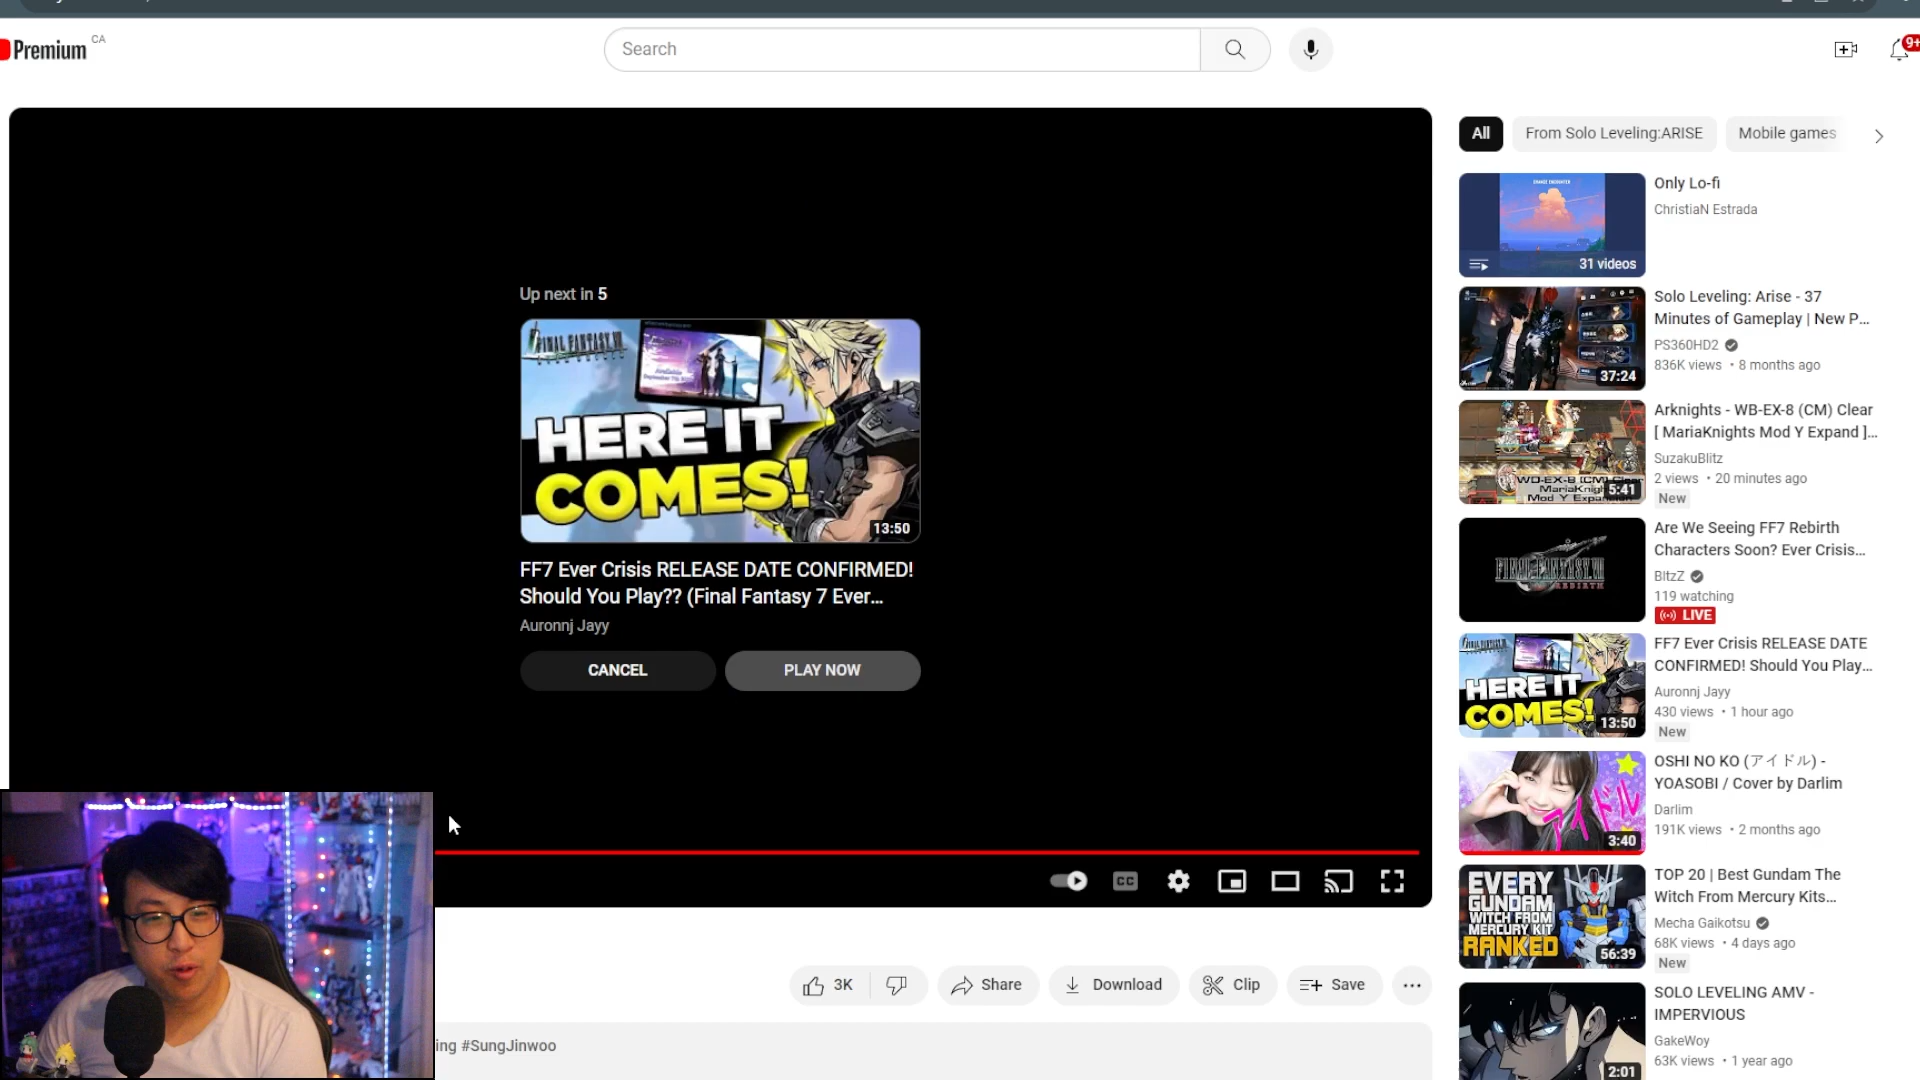 Premium CA
Search
9+
Up next in 5
FINAL FANTASY VII
HERE IT
COMES!
13:50
FF7 Ever Crisis RELEASE DATE CONFIRMED!
Should You Play?? (Final Fantasy 7 Ever...
Auronnj Jayy
CANCEL
PLAY NOW
CC
3K
Share
Download
Clip
Save
ing #SungJinwoo
All
From Solo Leveling:ARISE
Mobile games
31 videos
Only Lo-fi
ChristiaN Estrada
37:24
Solo Leveling: Arise - 37
Minutes of Gameplay | New P...
PS360HD2
836K views • 8 months ago
5:41
Arknights - WB-EX-8 (CM) Clear
[ MariaKnights Mod Y Expand ]...
SuzakuBlitz
2 views • 20 minutes ago
New
FINAL FANTASY VII
REBIRTH
Are We Seeing FF7 Rebirth
Characters Soon? Ever Crisis...
BltzZ
119 watching
LIVE
HERE IT
COMES!
13:50
FF7 Ever Crisis RELEASE DATE
CONFIRMED! Should You Play...
Auronnj Jayy
430 views • 1 hour ago
New
アイドル
3:40
OSHI NO KO (アイドル) -
YOASOBI / Cover by Darlim
Darlim
191K views • 2 months ago
EVERY
GUNDAM
WITCH FROM
MERCURY KIT
RANKED
56:39
TOP 20 | Best Gundam The
Witch From Mercury Kits...
Mecha Gaikotsu
68K views • 4 days ago
New
2:01
SOLO LEVELING AMV -
IMPERVIOUS
GakeWoy
63K views • 1 year ago